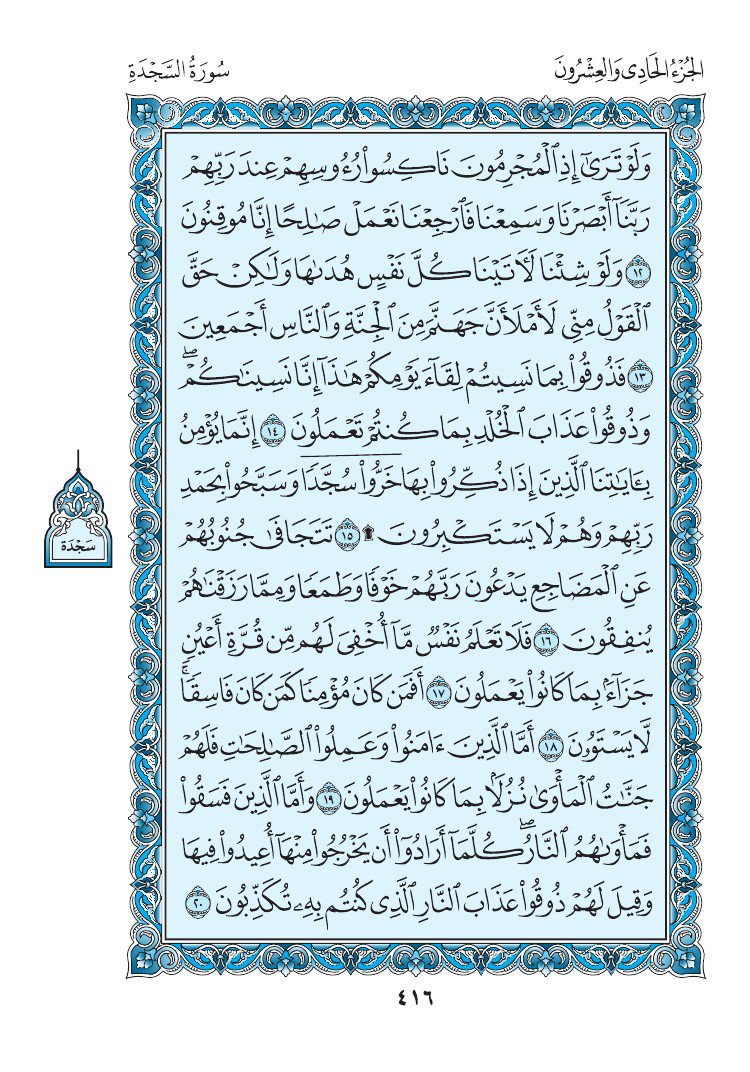 الجُزْءُ الحَادِي وَالعِشْرُونَ
سُورَةُ السَّجْدَةِ
وَلَوْ تَرَىٰٓ إِذِ ٱلْمُجْرِمُونَ نَاكِسُوا۟ رُءُوسِهِمْ عِندَ رَبِّهِمْ
رَبَّنَآ أَبْصَرْنَا وَسَمِعْنَا فَٱرْجِعْنَا نَعْمَلْ صَٰلِحًا إِنَّا مُوقِنُونَ
١٢ وَلَوْ شِئْنَا لَءَاتَيْنَا كُلَّ نَفْسٍ هُدَىٰهَا وَلَٰكِنْ حَقَّ
ٱلْقَوْلُ مِنِّى لَأَمْلَأَنَّ جَهَنَّمَ مِنَ ٱلْجِنَّةِ وَٱلنَّاسِ أَجْمَعِينَ
١٣ فَذُوقُوا۟ بِمَا نَسِيتُمْ لِقَآءَ يَوْمِكُمْ هَٰذَآ إِنَّا نَسِينَٰكُمْ ۖ
وَذُوقُوا۟ عَذَابَ ٱلْخُلْدِ بِمَا كُنتُمْ تَعْمَلُونَ ١٤ إِنَّمَا يُؤْمِنُ
بِـَٔايَٰتِنَا ٱلَّذِينَ إِذَا ذُكِّرُوا۟ بِهَا خَرُّوا۟ سُجَّدًا وَسَبَّحُوا۟ بِحَمْدِ
رَبِّهِمْ وَهُمْ لَا يَسْتَكْبِرُونَ ۩ ١٥ تَتَجَافَىٰ جُنُوبُهُمْ
سَجْدَة
عَنِ ٱلْمَضَاجِعِ يَدْعُونَ رَبَّهُمْ خَوْفًا وَطَمَعًا وَمِمَّا رَزَقْنَٰهُمْ
يُنفِقُونَ ١٦ فَلَا تَعْلَمُ نَفْسٌ مَّآ أُخْفِىَ لَهُم مِّن قُرَّةِ أَعْيُنٍ
جَزَآءًۢ بِمَا كَانُوا۟ يَعْمَلُونَ ١٧ أَفَمَن كَانَ مُؤْمِنًا كَمَن كَانَ فَاسِقًا ۚ
لَّا يَسْتَوُۥنَ ١٨ أَمَّا ٱلَّذِينَ ءَامَنُوا۟ وَعَمِلُوا۟ ٱلصَّٰلِحَٰتِ فَلَهُمْ
جَنَّٰتُ ٱلْمَأْوَىٰ نُزُلًۢا بِمَا كَانُوا۟ يَعْمَلُونَ ١٩ وَأَمَّا ٱلَّذِينَ فَسَقُوا۟
فَمَأْوَىٰهُمُ ٱلنَّارُ ۖ كُلَّمَآ أَرَادُوٓا۟ أَن يَخْرُجُوا۟ مِنْهَآ أُعِيدُوا۟ فِيهَا
وَقِيلَ لَهُمْ ذُوقُوا۟ عَذَابَ ٱلنَّارِ ٱلَّذِى كُنتُم بِهِۦ تُكَذِّبُونَ ٢٠
٤١٦